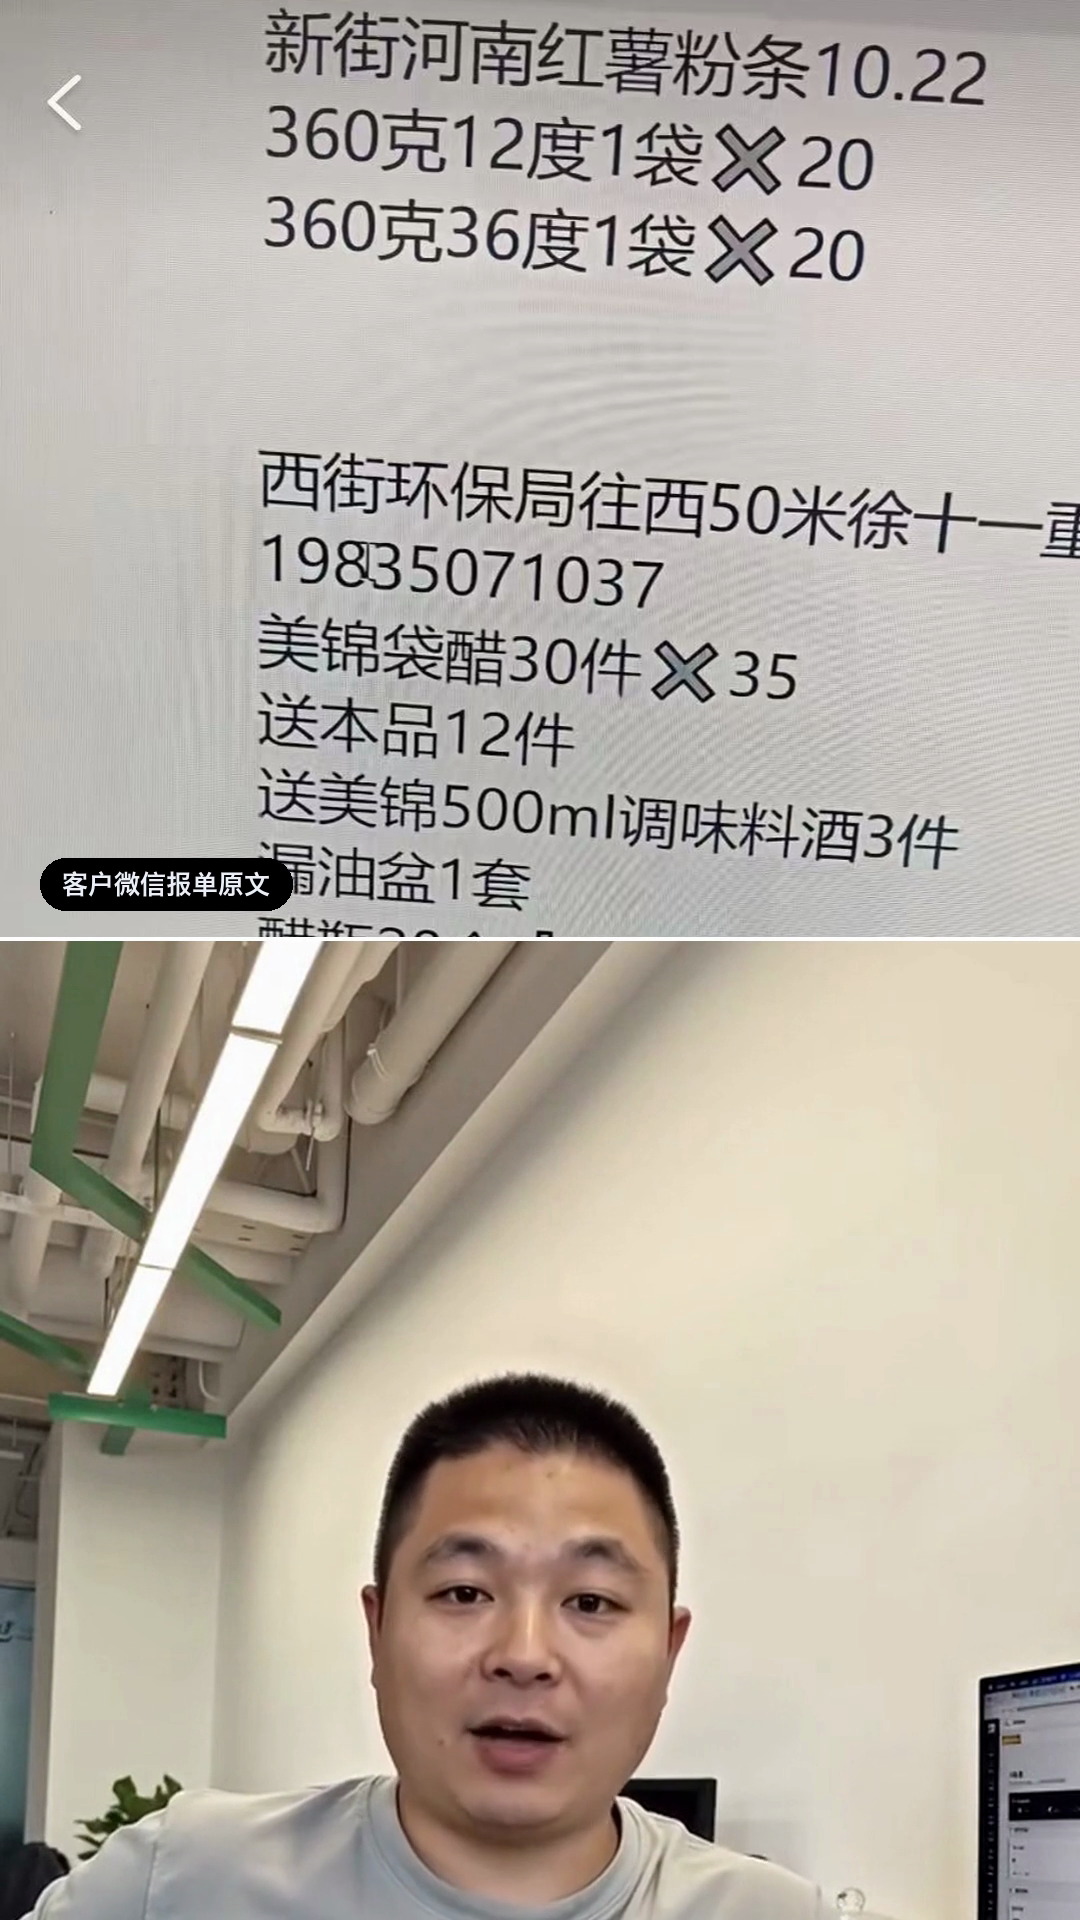 新街河南红薯粉条10.22
360克12度1袋✖20
360克36度1袋✖20
西街环保局往西50米徐十一重
19835071037
美锦袋醋30件✖35
送本品12件
送美锦500ml调味料酒3件
漏油盆1套
客户微信报单原文